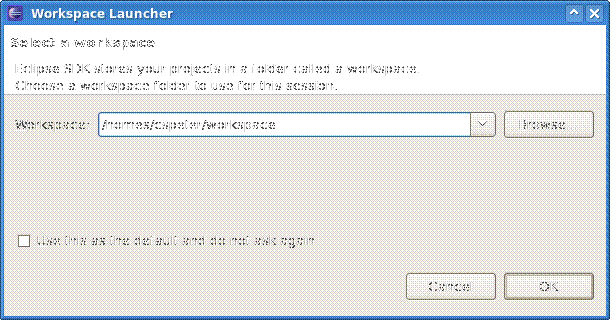 Workspace Launcher
Select a workspace
Eclipse SDK stores your projects in a folder called a workspace.
Choose a workspace folder to use for this session.
Workspace: /homes/cspeter/workspace Browse...
Use this as the default and do not ask again
Cancel OK